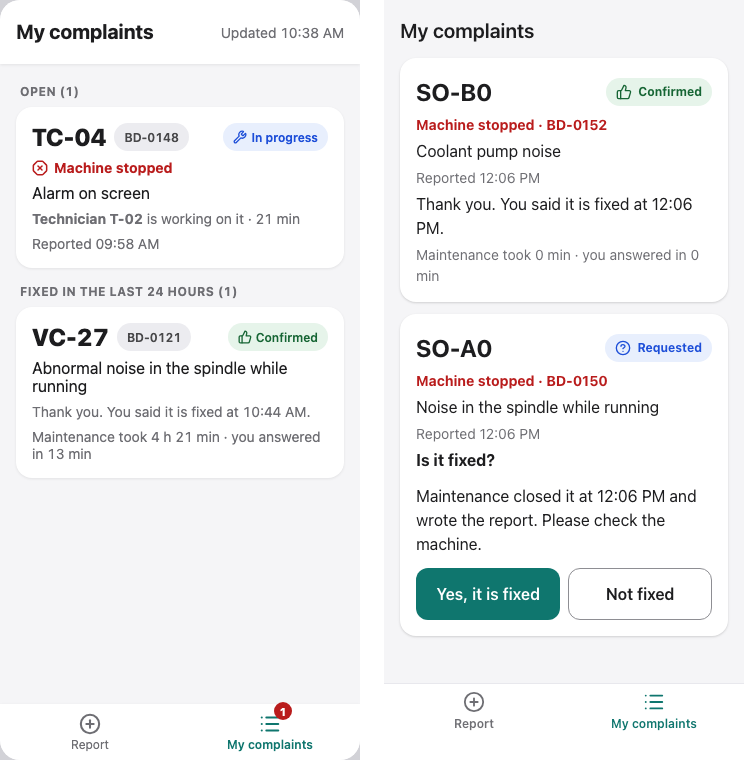 My complaints
Updated 10:38 AM
OPEN (1)
TC-04
BD-0148
In progress
Machine stopped
Alarm on screen
Technician T-02 is working on it · 21 min
Reported 09:58 AM
FIXED IN THE LAST 24 HOURS (1)
VC-27
BD-0121
Confirmed
Abnormal noise in the spindle while
running
Thank you. You said it is fixed at 10:44 AM.
Maintenance took 4 h 21 min · you answered
in 13 min
Report
1
My complaints
My complaints
SO-B0
Confirmed
Machine stopped · BD-0152
Coolant pump noise
Reported 12:06 PM
Thank you. You said it is fixed at 12:06
PM.
Maintenance took 0 min · you answered in 0
min
SO-A0
Requested
Machine stopped · BD-0150
Noise in the spindle while running
Reported 12:06 PM
Is it fixed?
Maintenance closed it at 12:06 PM and
wrote the report. Please check the
machine.
Yes, it is fixed
Not fixed
Report
My complaints